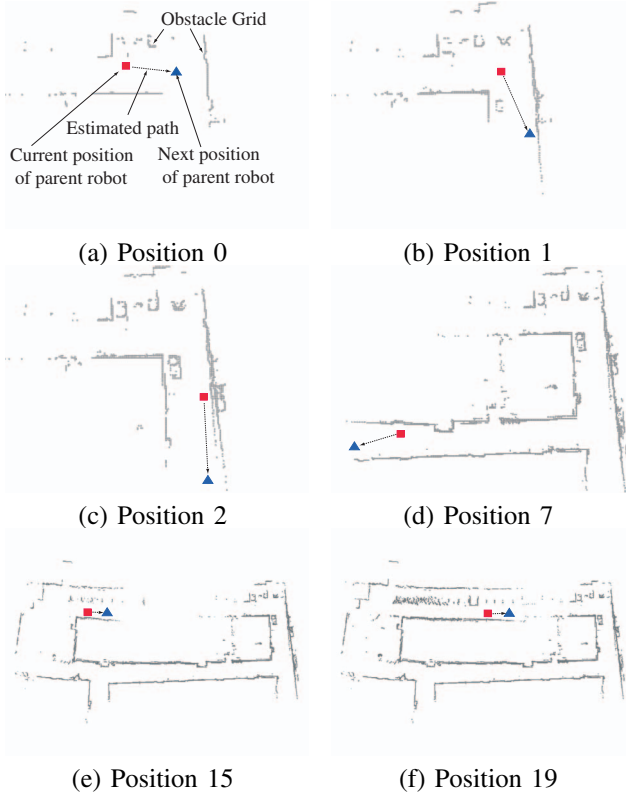 Obstacle Grid
Estimated path
Current position
of parent robot
Next position
of parent robot
(a) Position 0
(b) Position 1
(c) Position 2
(d) Position 7
(e) Position 15
(f) Position 19